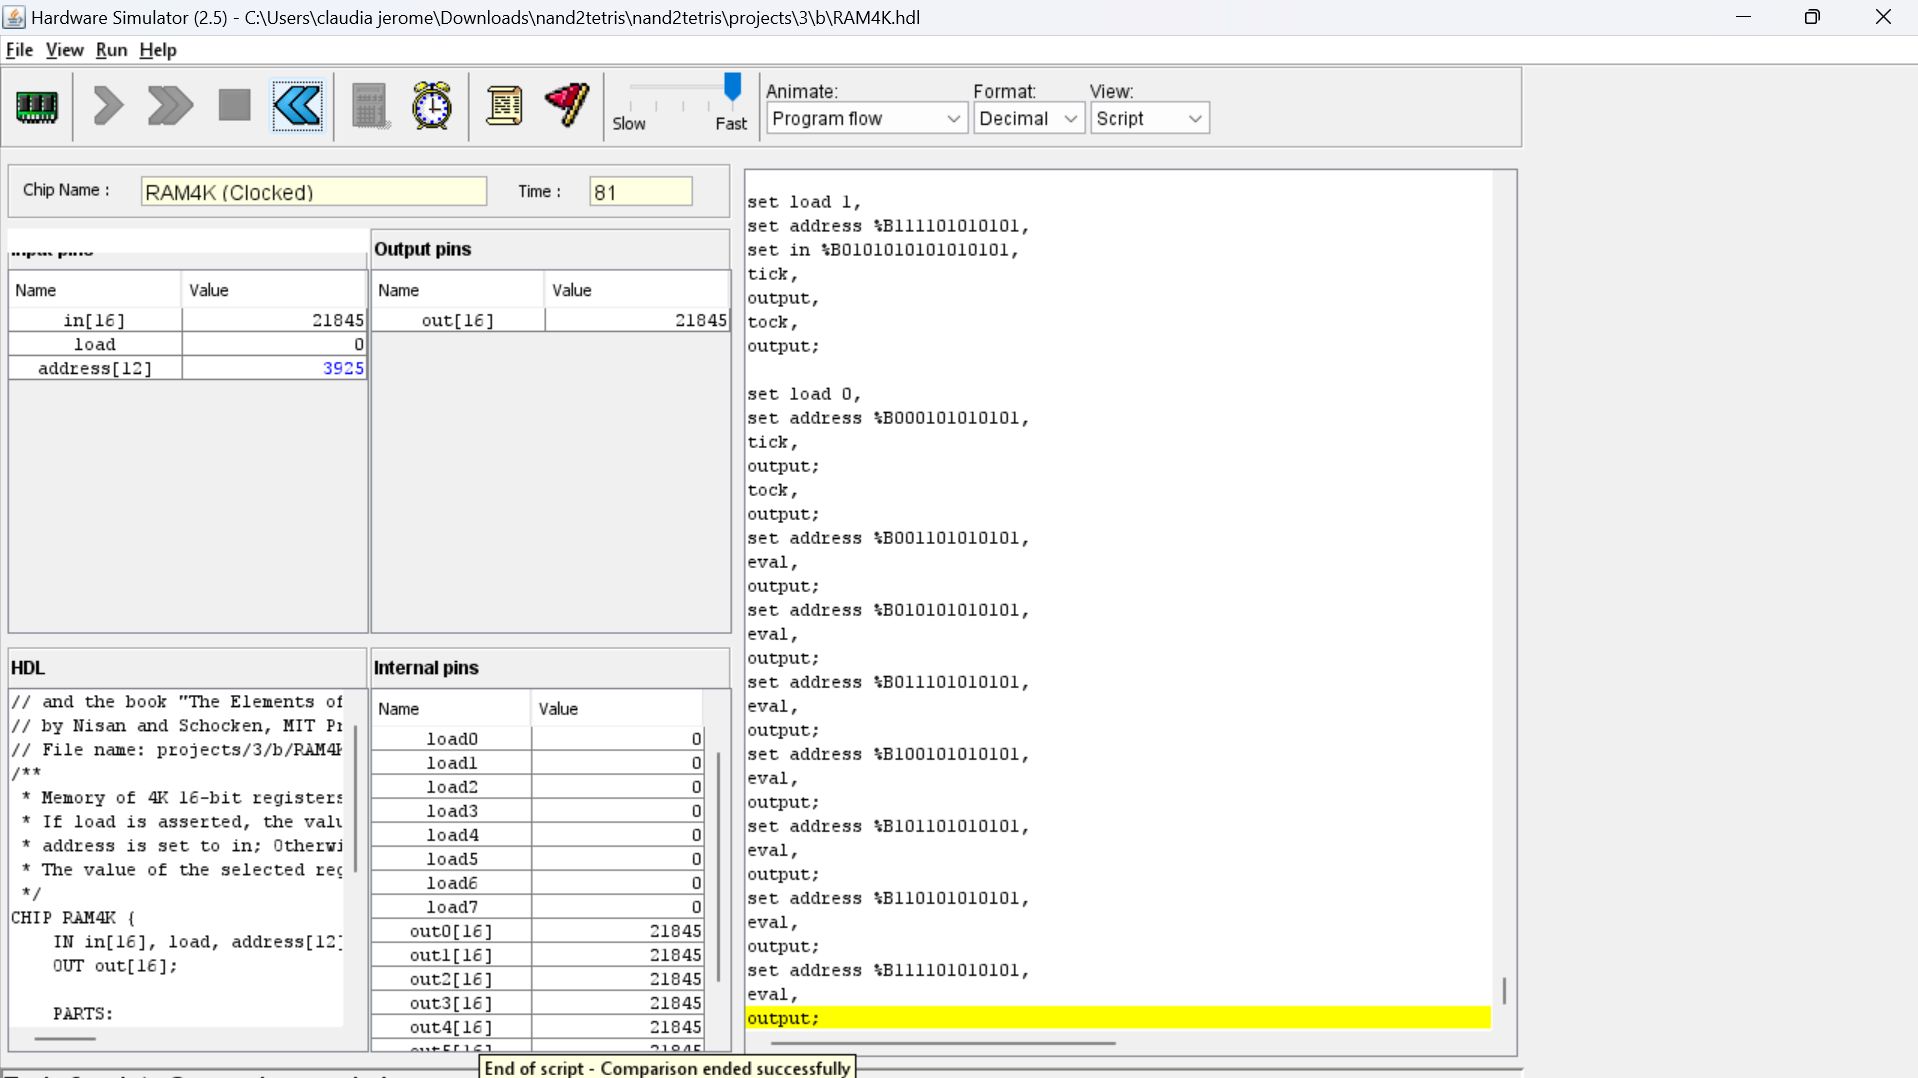 Hardware Simulator (2.5) - C:\Users\claudia jerome\Downloads\nand2tetris\nand2tetris\projects\3\b\RAM4K.hdl
File View Run Help
Slow Fast
Animate:
Program flow
Format:
Decimal
View:
Script
Chip Name :
RAM4K (Clocked)
Time :
81
Name Value
in[16] 21845
load 0
address[12] 3925
Output pins
Name Value
out[16] 21845
HDL
// and the book "The Elements of
// by Nisan and Schocken, MIT
// File name: projects/3/b/RAM4
/**
* Memory of 4K 16-bit registers
* If load is asserted, the
* address is set to in;
* The value of the selected
*/
CHIP RAM4K {
IN in[16], load, address[12]
OUT out[16];
PARTS:
Internal pins
Name Value
load0 0
load1 0
load2 0
load3 0
load4 0
load5 0
load6 0
load7 0
out0[16] 21845
out1[16] 21845
out2[16] 21845
out3[16] 21845
out4[16] 21845
set load 1,
set address %B111101010101,
set in %B0101010101010101,
tick,
output,
tock,
output;
set load 0,
set address %B000101010101,
tick,
output;
tock,
output;
set address %B001101010101,
eval,
output;
set address %B010101010101,
eval,
output;
set address %B011101010101,
eval,
output;
set address %B100101010101,
eval,
output;
set address %B101101010101,
eval,
output;
set address %B110101010101,
eval,
output;
set address %B111101010101,
eval,
output;
End of script - Comparison ended successfully